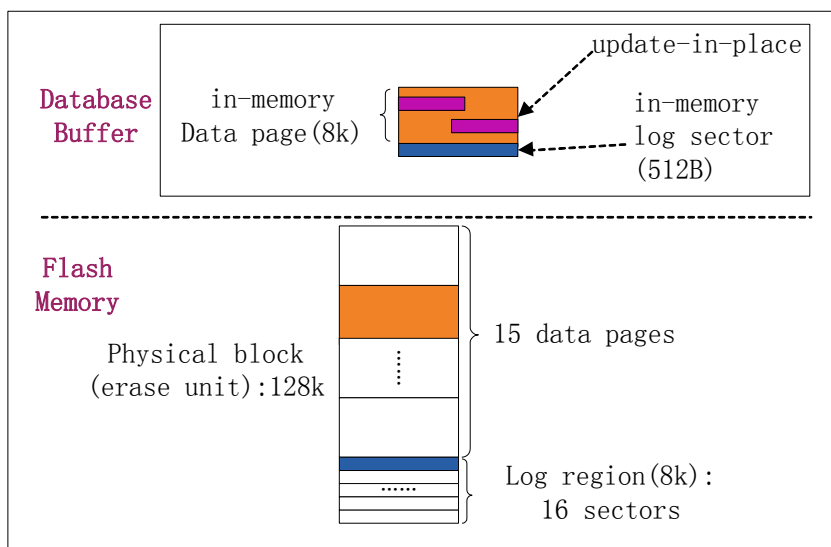 Database
Buffer
in-memory
Data page(8k)
update-in-place
in-memory
log sector
(512B)
Flash
Memory
Physical block
(erase unit):128k
......
15 data pages
......
Log region(8k):
16 sectors